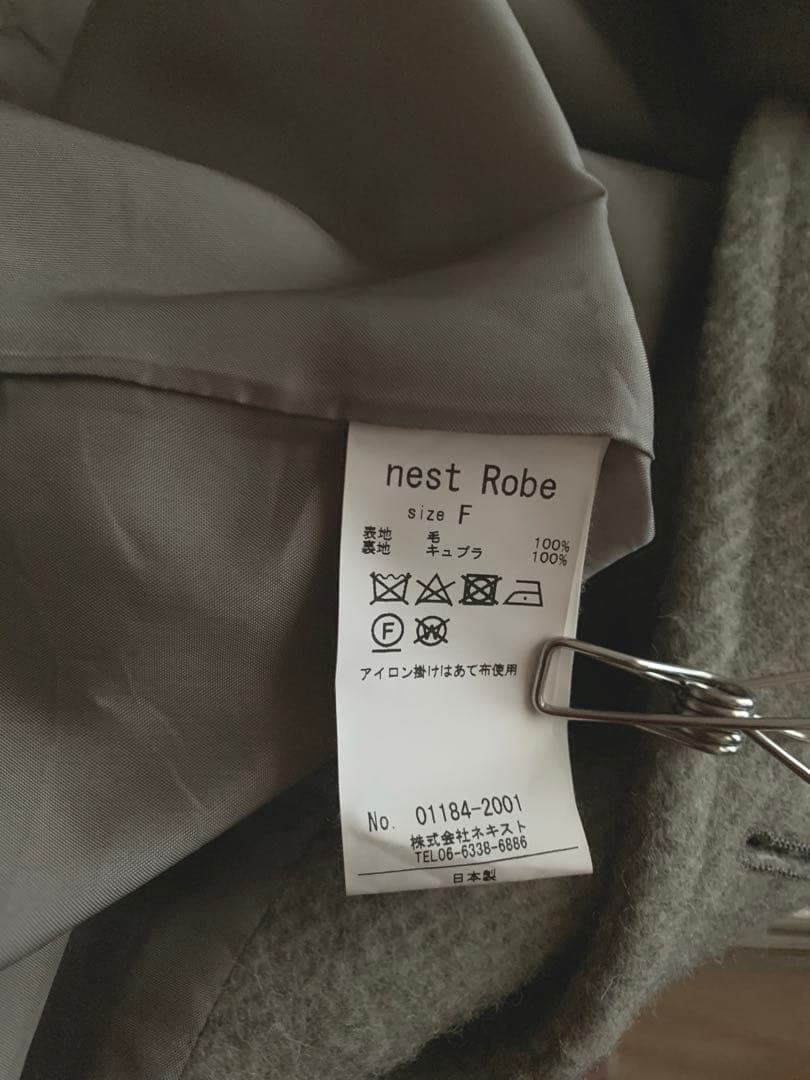 nest Robe
size F
表地 毛 100%
裏地 キュプラ 100%
F W
アイロン掛けはあて布使用
No. 01184-2001
株式会社ネキスト
TEL06-6338-6886
日本製